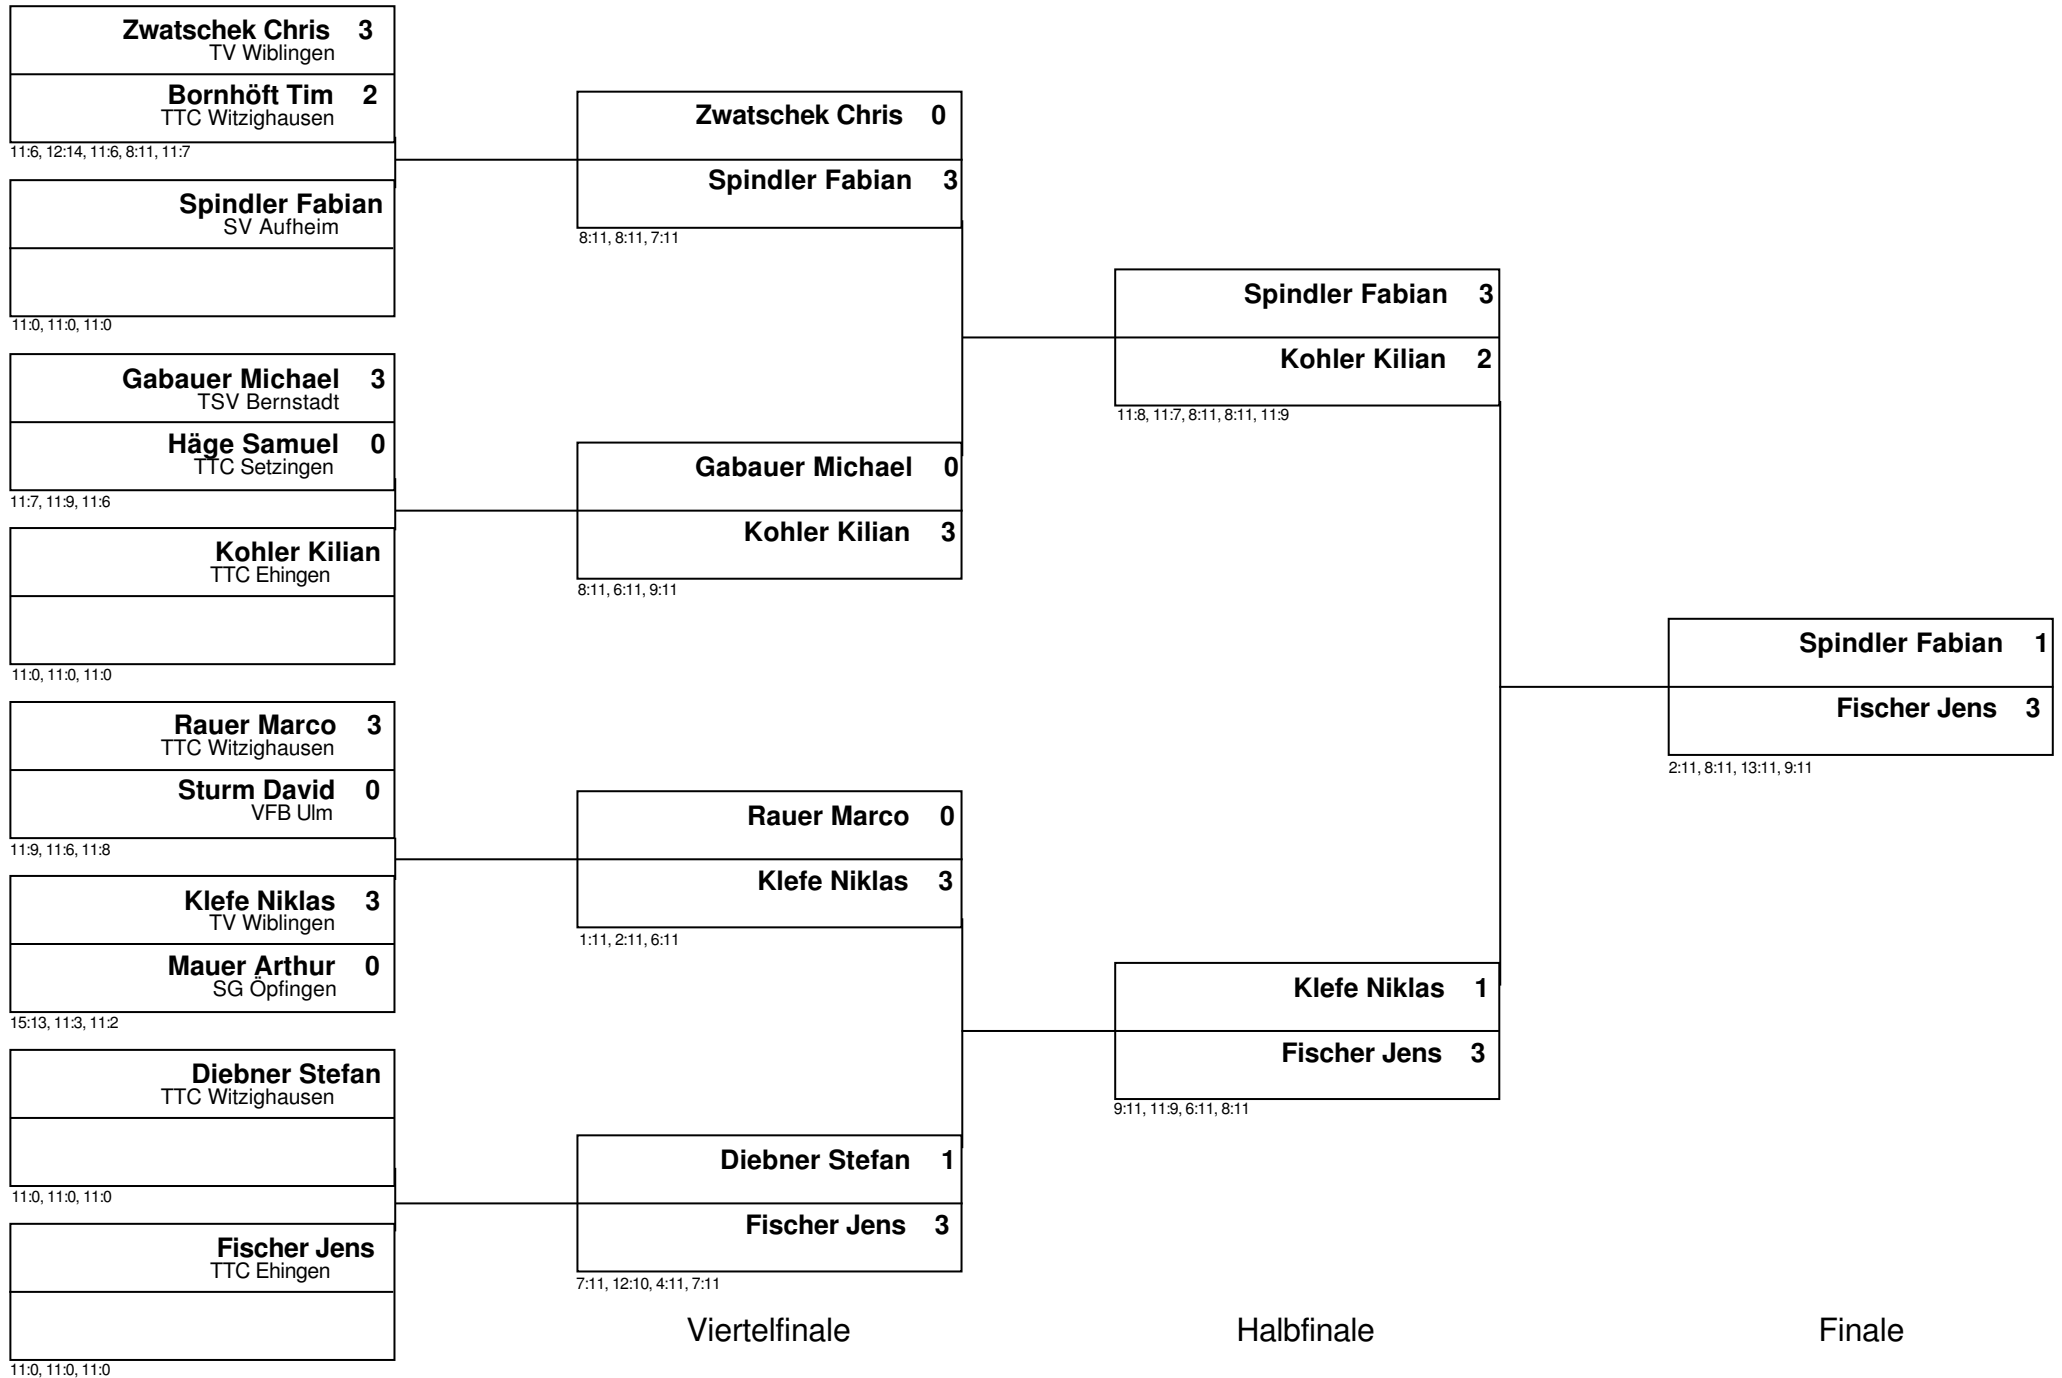 Zwatschek Chris 3
TV Wiblingen
Bornhöft Tim 2
TTC Witzighausen
11:6, 12:14, 11:6, 8:11, 11:7
Spindler Fabian
SV Aufheim
11:0, 11:0, 11:0
Gabauer Michael 3
TSV Bernstadt
Häge Samuel 0
TTC Setzingen
11:7, 11:9, 11:6
Kohler Kilian
TTC Ehingen
11:0, 11:0, 11:0
Rauer Marco 3
TTC Witzighausen
Sturm David 0
VFB Ulm
11:9, 11:6, 11:8
Klefe Niklas 3
TV Wiblingen
Mauer Arthur 0
SG Öpfingen
15:13, 11:3, 11:2
Diebner Stefan
TTC Witzighausen
11:0, 11:0, 11:0
Fischer Jens
TTC Ehingen
11:0, 11:0, 11:0
Zwatschek Chris 0
Spindler Fabian 3
8:11, 8:11, 7:11
Gabauer Michael 0
Kohler Kilian 3
8:11, 6:11, 9:11
Rauer Marco 0
Klefe Niklas 3
1:11, 2:11, 6:11
Diebner Stefan 1
Fischer Jens 3
7:11, 12:10, 4:11, 7:11
Viertelfinale
Spindler Fabian 3
Kohler Kilian 2
11:8, 11:7, 8:11, 8:11, 11:9
Klefe Niklas 1
Fischer Jens 3
9:11, 11:9, 6:11, 8:11
Halbfinale
Spindler Fabian 1
Fischer Jens 3
2:11, 8:11, 13:11, 9:11
Finale